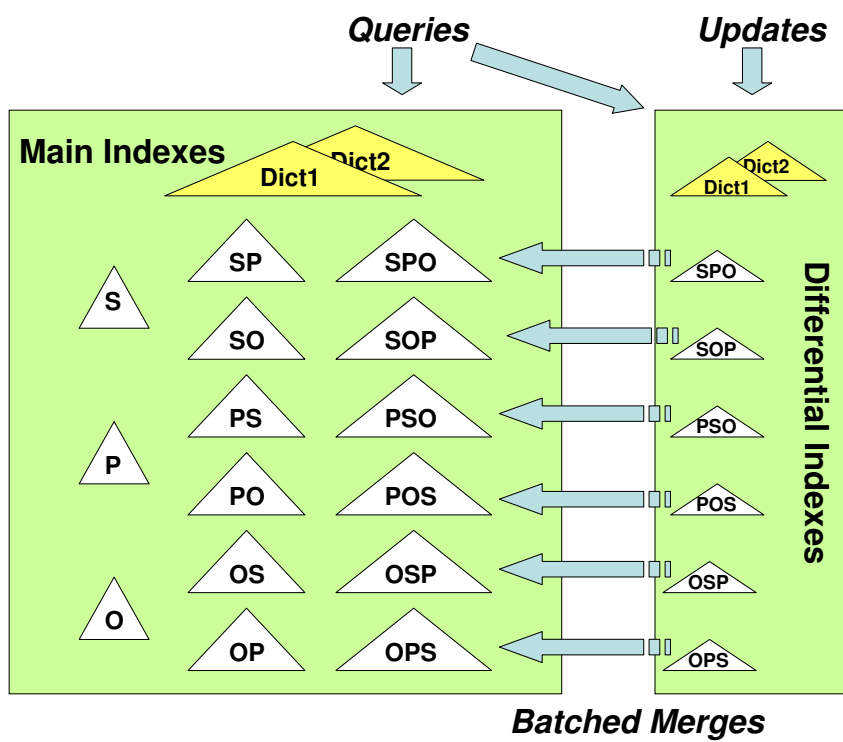 Queries
Updates
Main Indexes
Dict2
Dict1
Dict2
Dict1
SP
SPO
SPO
S
SO
SOP
SOP
PS
PSO
PSO
P
PO
POS
POS
OS
OSP
OSP
O
OP
OPS
OPS
Differential Indexes
Batched Merges